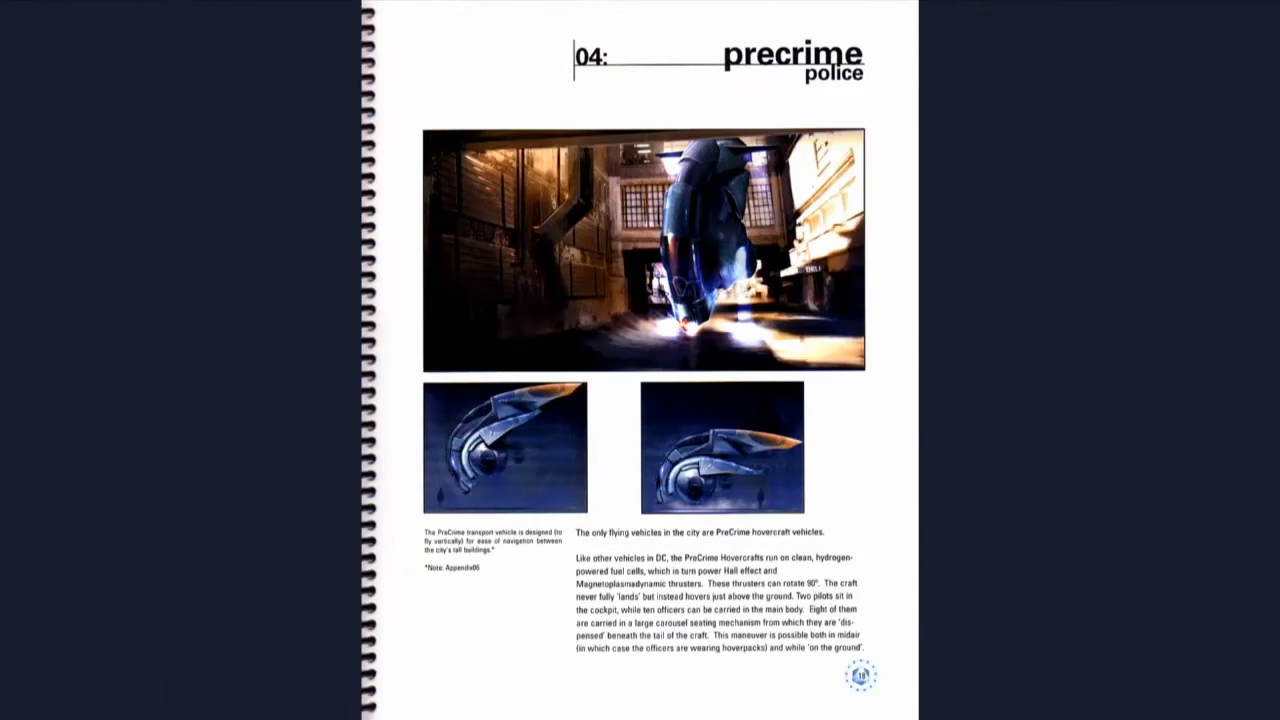 04:
precrime
police
DELI
The PreCrime transport vehicle is designed (to
fly vertically) for ease of navigation between
the city's tall buildings.*
*Note: Appendix06
The only flying vehicles in the city are PreCrime hovercraft vehicles.
Like other vehicles in DC, the PreCrime Hovercrafts run on clean, hydrogen-
powered fuel cells, which in turn power Hall effect and
Magnetoplasmadynamic thrusters. These thrusters can rotate 90°. The craft
never fully 'lands' but instead hovers just above the ground. Two pilots sit in
the cockpit, while ten officers can be carried in the main body. Eight of them
are carried in a large carousel seating mechanism from which they are 'dis-
pensed' beneath the tail of the craft. This maneuver is possible both in midair
(in which case the officers are wearing hoverpacks) and while 'on the ground'.
18